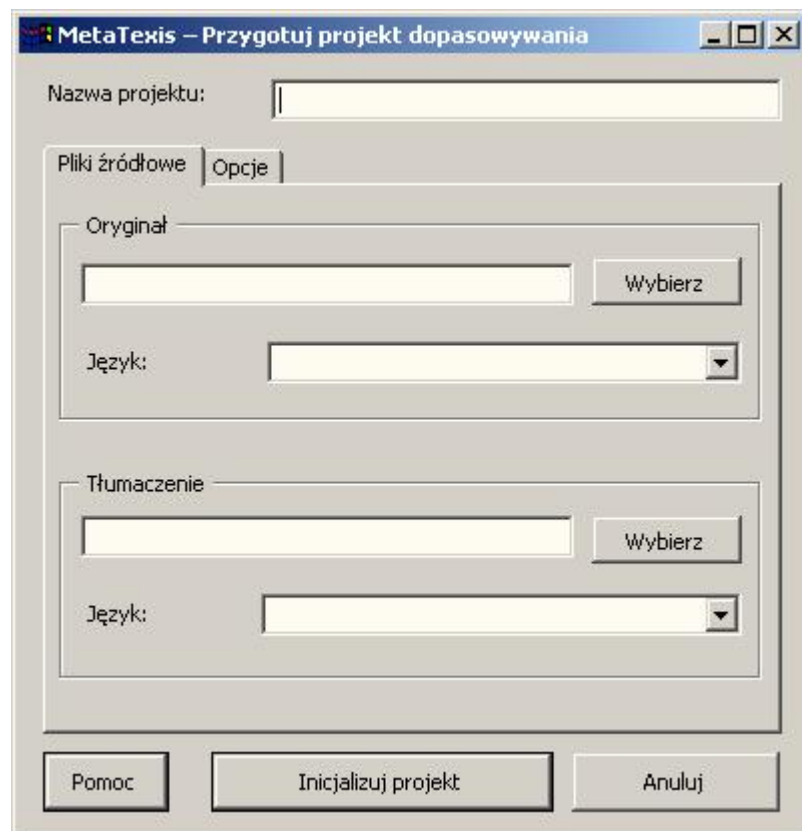 MetaTexis – Przygotuj projekt dopasowywania
Nazwa projektu:
Pliki źródłowe Opcje
Oryginał
Wybierz
Język:
Tłumaczenie
Wybierz
Język:
Pomoc Inicjalizuj projekt Anuluj